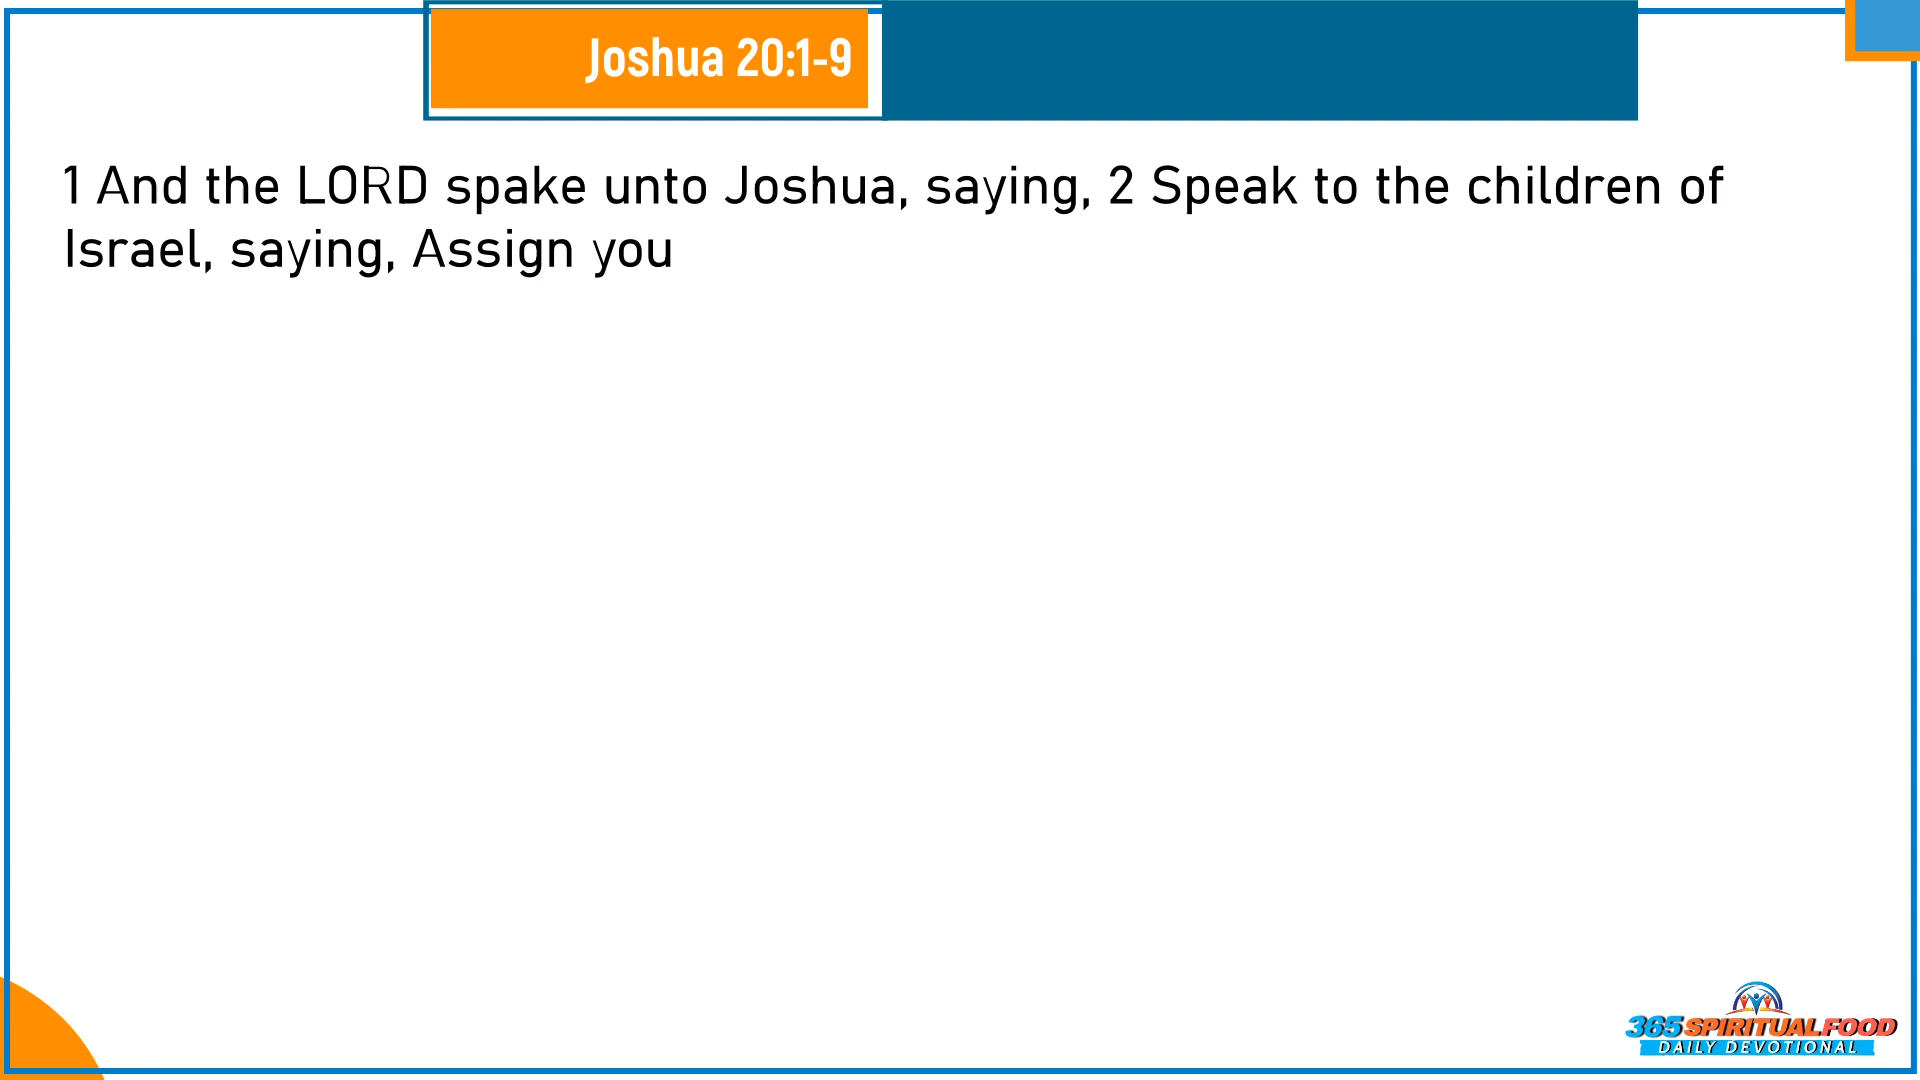 Joshua 20:1-9
1 And the LORD spake unto Joshua, saying, 2 Speak to the children of
Israel, saying, Assign you
365 SPIRITUAL FOOD
DAILY DEVOTIONAL